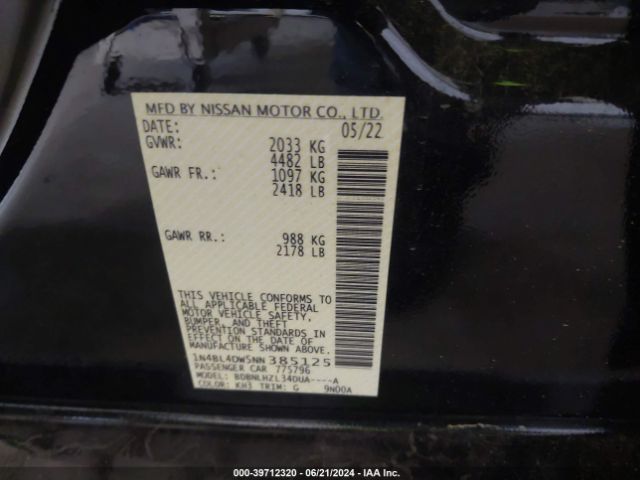 MFD BY NISSAN MOTOR CO., LTD.
DATE: 05/22
GVWR: 2033 KG
4482 LB
GAWR FR.: 1097 KG
2418 LB
GAWR RR.: 988 KG
2178 LB
THIS VEHICLE CONFORMS TO
ALL APPLICABLE FEDERAL
MOTOR VEHICLE SAFETY,
BUMPER, AND THEFT
PREVENTION STANDARDS IN
EFFECT ON THE DATE OF
MANUFACTURE SHOWN ABOVE.
1N4BL4DW5NN385125
PASSENGER CAR 775796
MODEL: BDBNLHZL34DUA----A
COLOR: KH3 TRIM: G 9N00A
000-39712320 - 06/21/2024 - IAA Inc.